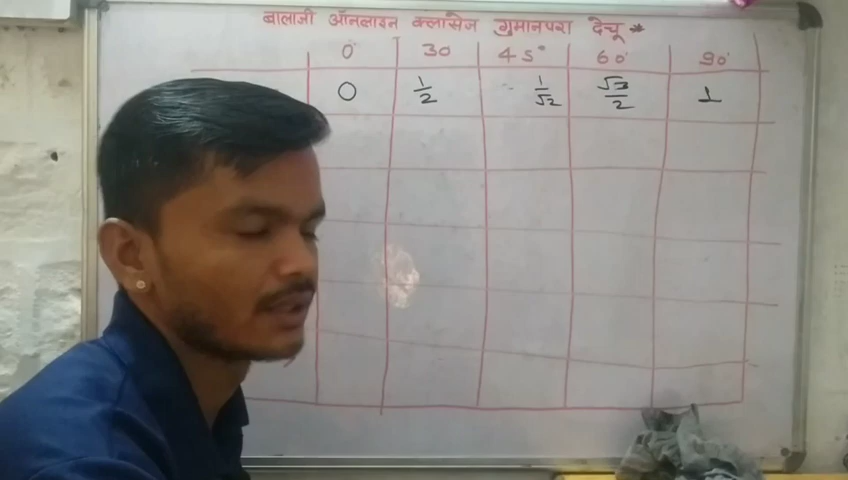 बालाजी ऑनलाइन क्लासेज गुमानपरा देचू *
0° 30 45° 60° 90°
0 1/2 1/√2 √3/2 1